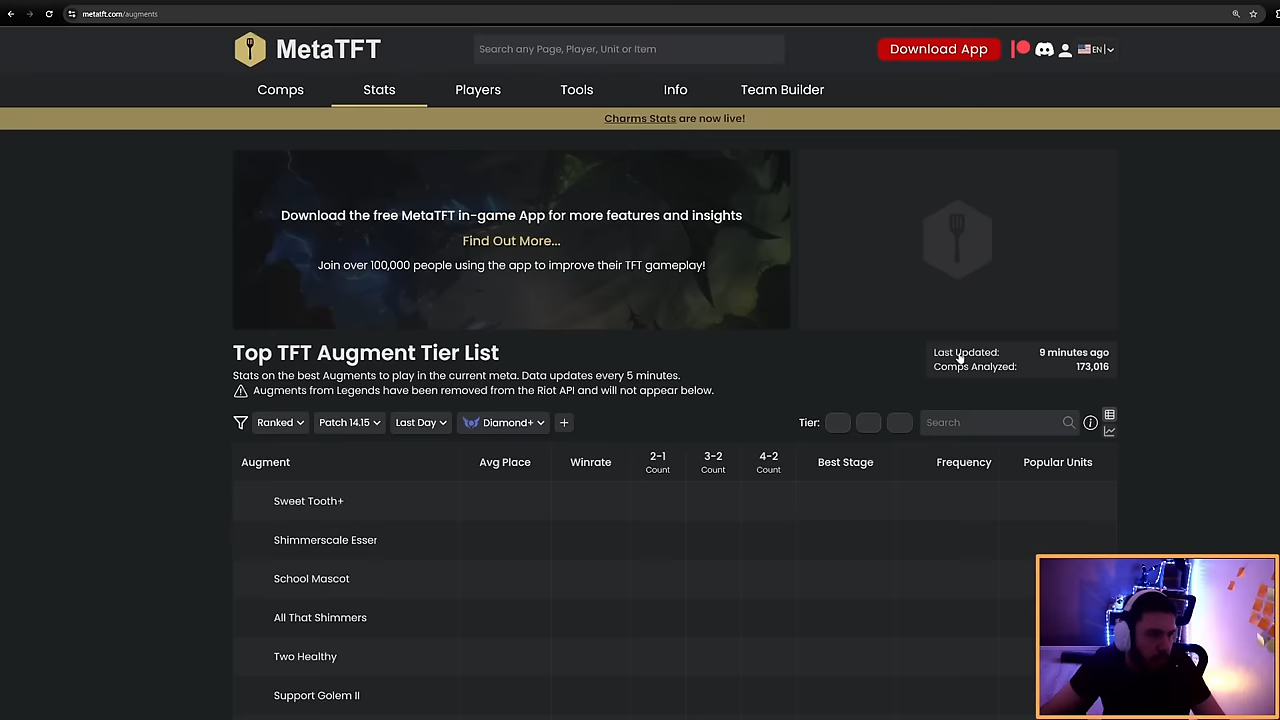 metatft.com/augments
MetaTFT
Search any Page, Player, Unit or Item
Download App
EN
Comps
Stats
Players
Tools
Info
Team Builder
Charms Stats are now live!
Download the free MetaTFT in-game App for more features and insights
Find Out More...
Join over 100,000 people using the app to improve their TFT gameplay!
Top TFT Augment Tier List
Last Updated: 9 minutes ago
Comps Analyzed: 173,016
Stats on the best Augments to play in the current meta. Data updates every 5 minutes.
Augments from Legends have been removed from the Riot API and will not appear below.
Ranked
Patch 14.15
Last Day
Diamond+
Tier:
Search
Augment
Avg Place
Winrate
2-1
Count
3-2
Count
4-2
Count
Best Stage
Frequency
Popular Units
Sweet Tooth+
Shimmerscale Esser
School Mascot
All That Shimmers
Two Healthy
Support Golem II